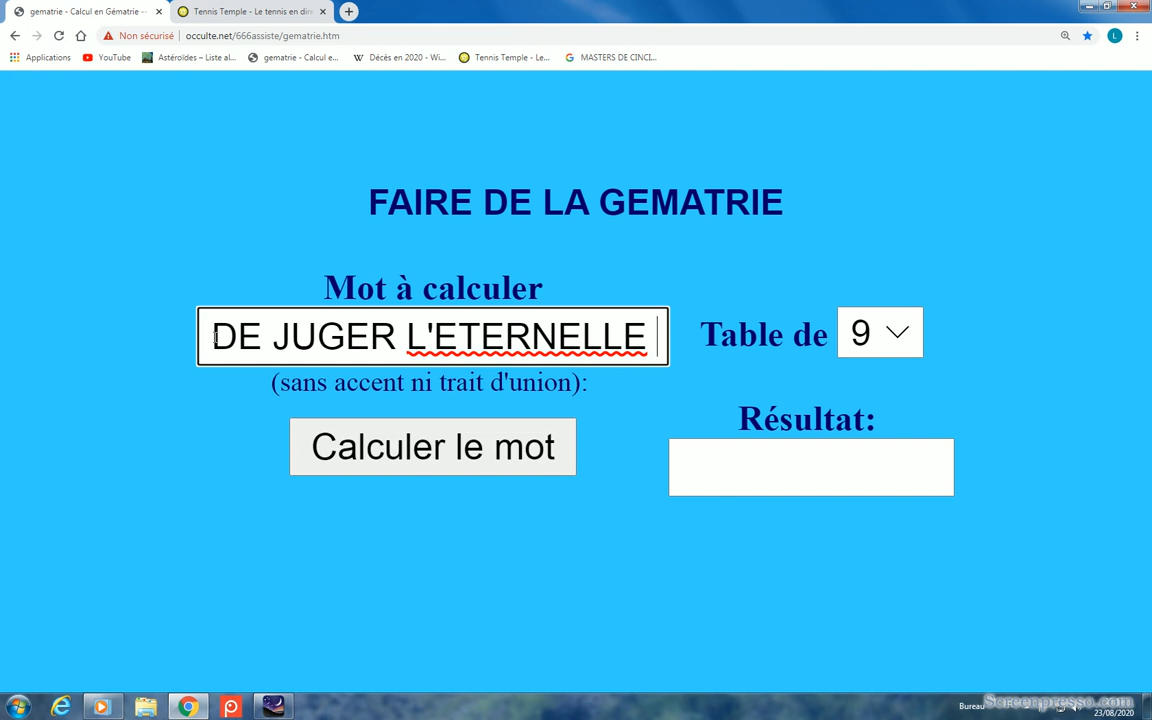 gematrie - Calcul en Gématrie --
Tennis Temple - Le tennis en dire
Non sécurisé
occulte.net/666assiste/gematrie.htm
L
Applications
YouTube
Astéroïdes – Liste al...
gematrie - Calcul e...
Décès en 2020 - Wi...
Tennis Temple - Le...
MASTERS DE CINCI...
FAIRE DE LA GEMATRIE
Mot à calculer
DE JUGER L'ETERNELLE
Table de 9
(sans accent ni trait d'union):
Résultat:
Calculer le mot
Screenpresso.com
Bureau
23/08/2020